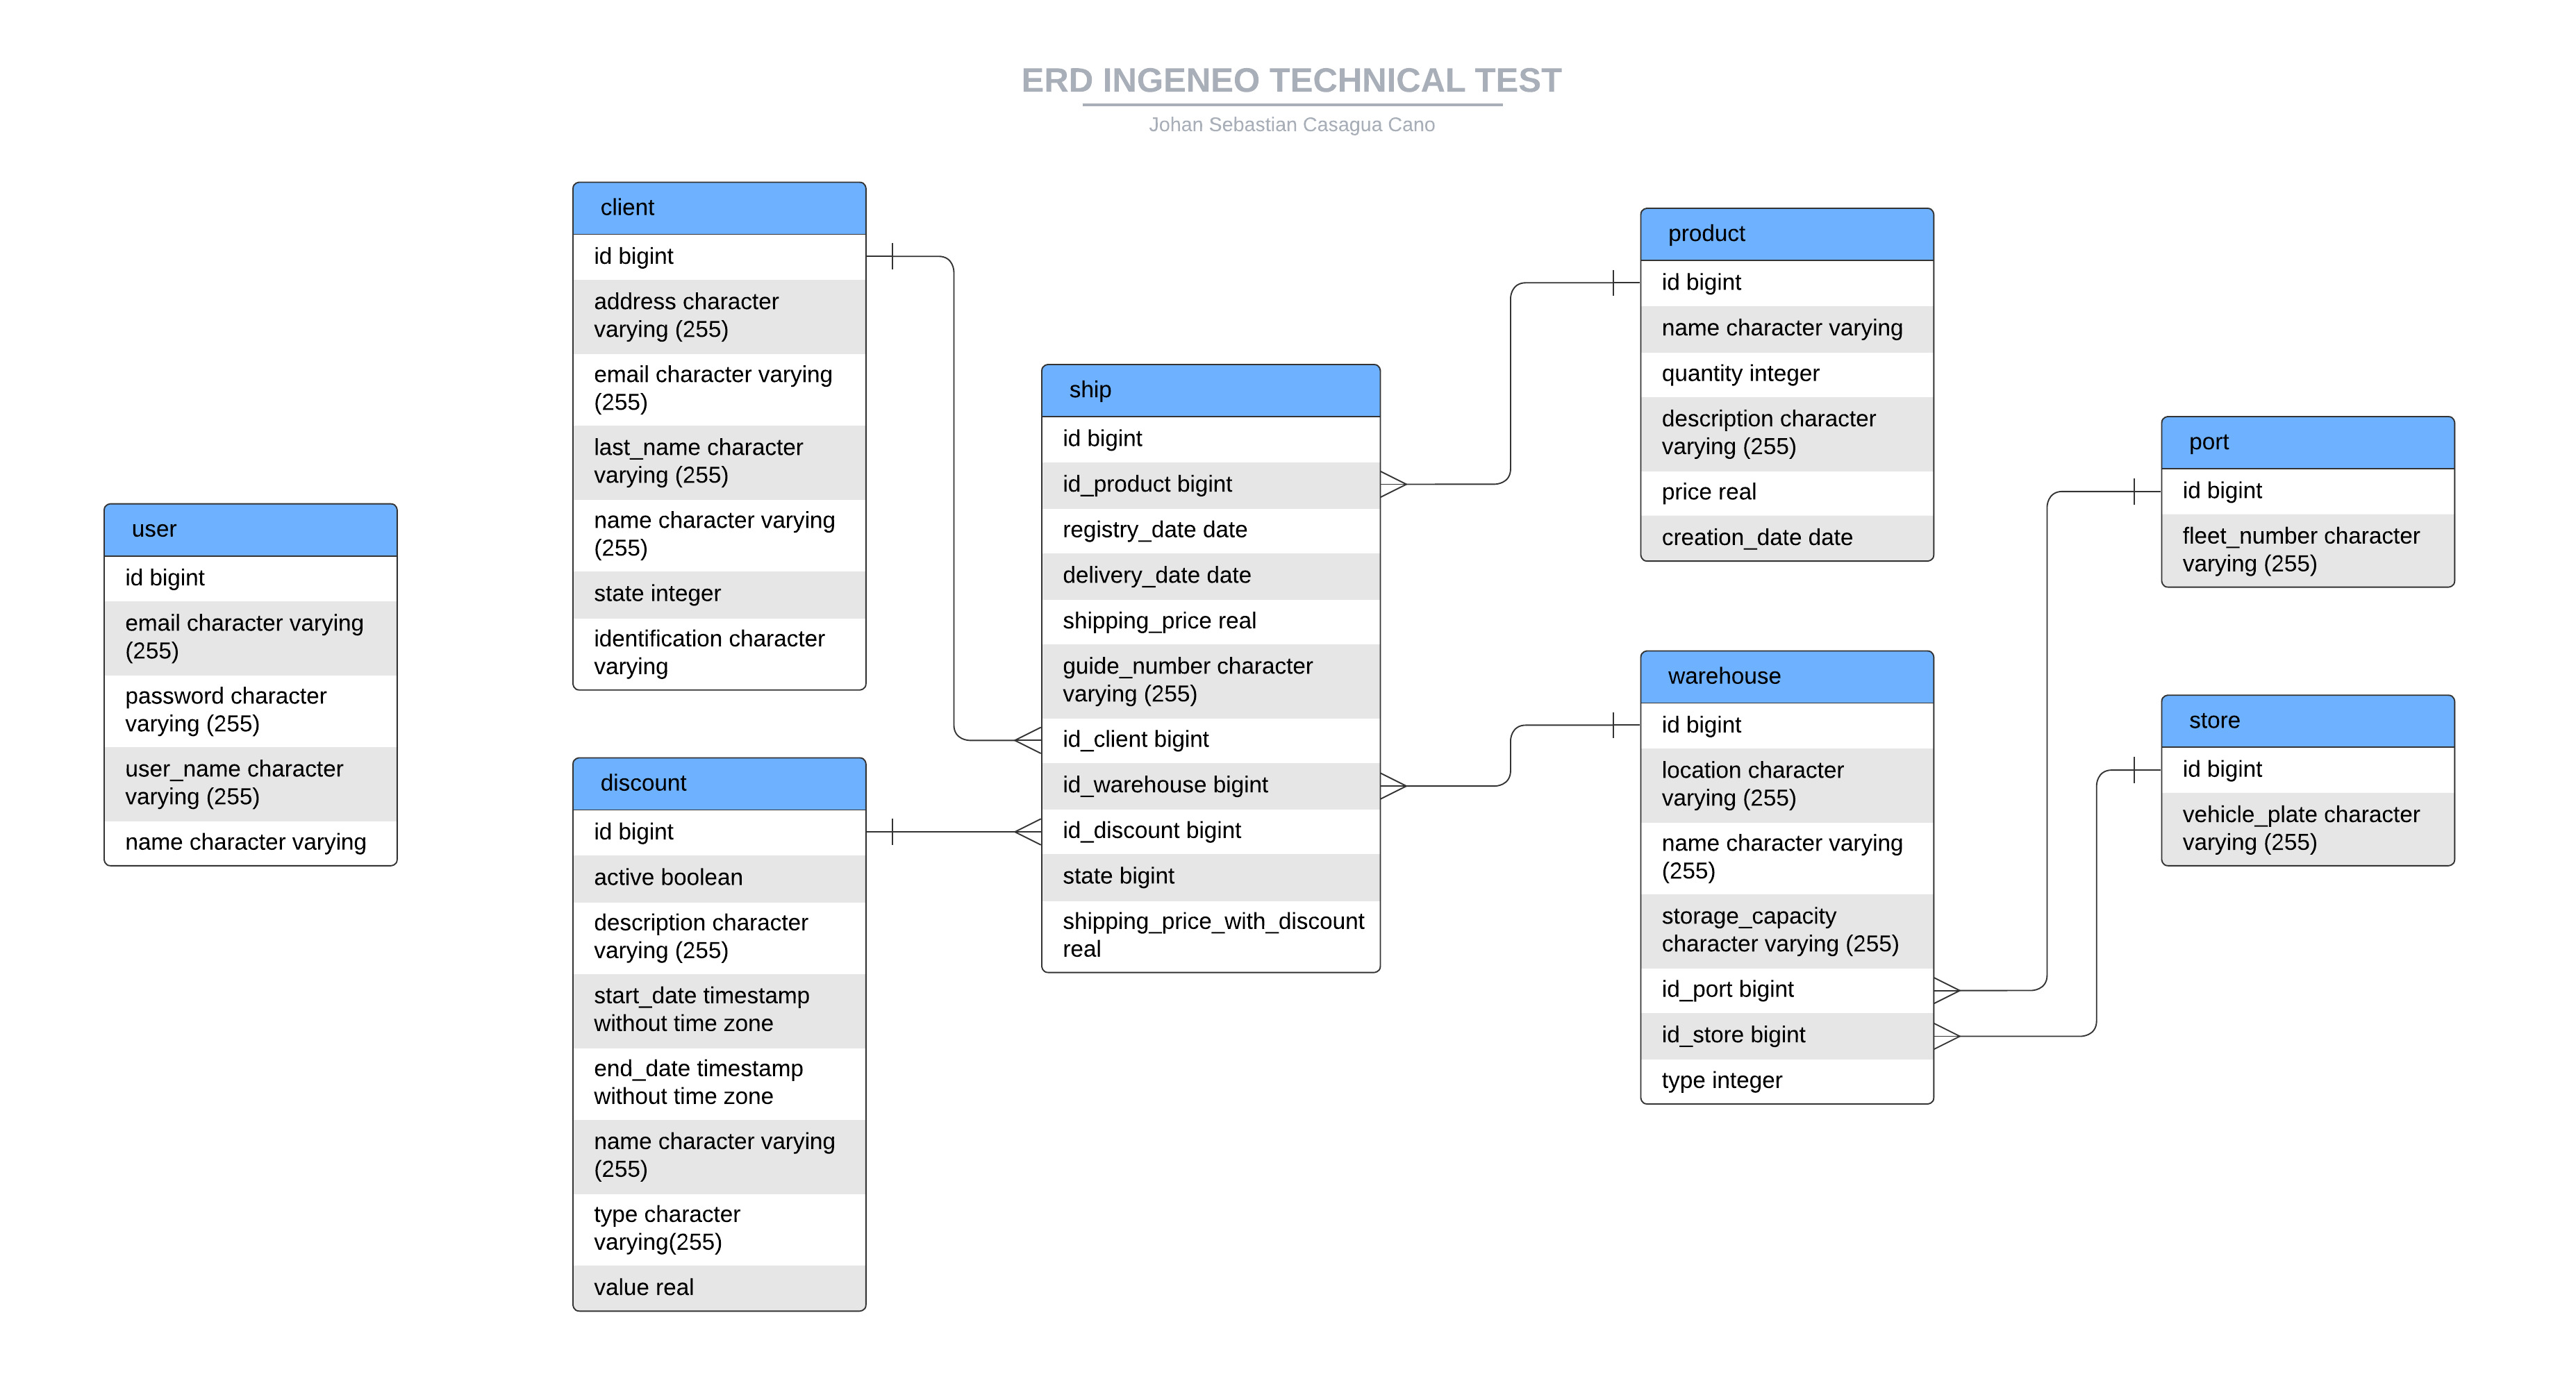 ERD INGENEO TECHNICAL TEST
Johan Sebastian Casagua Cano
user
id bigint
email character varying
(255)
password character
varying (255)
user_name character
varying (255)
name character varying
client
id bigint
address character
varying (255)
email character varying
(255)
last_name character
varying (255)
name character varying
(255)
state integer
identification character
varying
discount
id bigint
active boolean
description character
varying (255)
start_date timestamp
without time zone
end_date timestamp
without time zone
name character varying
(255)
type character
varying(255)
value real
ship
id bigint
id_product bigint
registry_date date
delivery_date date
shipping_price real
guide_number character
varying (255)
id_client bigint
id_warehouse bigint
id_discount bigint
state bigint
shipping_price_with_discount
real
product
id bigint
name character varying
quantity integer
description character
varying (255)
price real
creation_date date
warehouse
id bigint
location character
varying (255)
name character varying
(255)
storage_capacity
character varying (255)
id_port bigint
id_store bigint
type integer
port
id bigint
fleet_number character
varying (255)
store
id bigint
vehicle_plate character
varying (255)